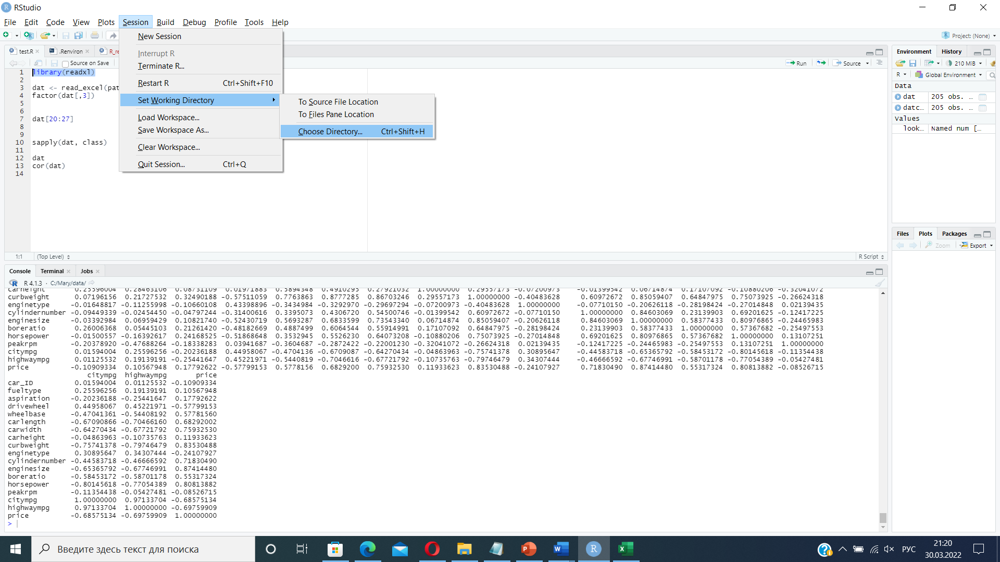 RStudio
File Edit Code View Plots Session Build Debug Profile Tools Help
Project: (None)
New Session
Interrupt R
Terminate R...
Restart R Ctrl+Shift+F10
Set Working Directory
Load Workspace...
Save Workspace As...
Clear Workspace...
Quit Session... Ctrl+Q
To Source File Location
To Files Pane Location
Choose Directory... Ctrl+Shift+H
test.R .Renviron R_re
Source on Save Run Source
1 library(readxl)
2
3 dat <- read_excel(pat
4 factor(dat[,3])
5
6
7 dat[20:27]
8
9
10 sapply(dat, class)
11
12 dat
13 cor(dat)
14
1:1 (Top Level) R Script
Environment History
210 MiB
R Global Environment
Data
dat 205 obs. ...
datc... 205 obs. ...
Values
look... Named num [...
Files Plots Packages
Zoom Export
Console Terminal Jobs
R 4.1.3 · C:/Mary/data/
carheight 0.25596004 0.28463106 0.08731109 0.01971883 0.5894348 0.4910295 0.27921032 1.00000000 0.29557173 -0.07200973 -0.01399542 0.06714874 0.17107092 -0.10880206 -0.32041072
curbweight 0.07196156 0.21727532 0.32490188 -0.57511059 0.7763863 0.8777285 0.86703246 0.29557173 1.00000000 -0.40483628 0.60972672 0.85059407 0.64847975 0.75073925 -0.26624318
enginetype -0.01648817 -0.11255998 -0.10660108 0.43398896 -0.3434984 -0.3292970 -0.29697294 -0.07200973 -0.40483628 1.00000000 -0.07710150 -0.20626118 -0.28198424 -0.27014848 0.02139435
cylindernumber -0.09449339 -0.02454450 -0.04797244 -0.31400616 0.3395073 0.4306720 0.54500746 -0.01399542 0.60972672 -0.07710150 1.00000000 0.84603069 0.23139903 0.69201625 -0.12417225
enginesize -0.03392984 0.06959429 0.10821740 -0.52430719 0.5693287 0.6833599 0.73543340 0.06714874 0.85059407 -0.20626118 0.84603069 1.00000000 0.58377433 0.80976865 -0.24465983
boreratio 0.26006368 0.05445103 0.21261420 -0.48182669 0.4887499 0.6064544 0.55914991 0.17107092 0.64847975 -0.28198424 0.23139903 0.58377433 1.00000000 0.57367682 -0.25497553
horsepower -0.01500557 -0.16392617 0.24168525 -0.51868648 0.3532945 0.5526230 0.64073208 -0.10880206 0.75073925 -0.27014848 0.69201625 0.80976865 0.57367682 1.00000000 0.13107251
peakrpm -0.20378920 -0.47688264 -0.18338283 0.03941687 -0.3604687 -0.2872422 -0.22001230 -0.32041072 -0.26624318 0.02139435 -0.12417225 -0.24465983 -0.25497553 0.13107251 1.00000000
citympg 0.01594004 0.25596256 -0.20236188 0.44958067 -0.4704136 -0.6709087 -0.64270434 -0.04863963 -0.75741378 0.30895647 -0.44583718 -0.65365792 -0.58453172 -0.80145618 -0.11354438
highwaympg 0.01125532 0.19139191 -0.25441647 0.45221971 -0.5440819 -0.7046616 -0.67721792 -0.10735763 -0.79746479 0.34307444 -0.46666592 -0.67746991 -0.58701178 -0.77054389 -0.05427481
price -0.10909334 0.10567948 0.17792622 -0.57799153 0.5778156 0.6829200 0.75932530 0.11933623 0.83530488 -0.24107927 0.71830490 0.87414480 0.55317324 0.80813882 -0.08526715
citympg highwaympg price
car_ID 0.01594004 0.01125532 -0.10909334
fueltype 0.25596256 0.19139191 0.10567948
aspiration -0.20236188 -0.25441647 0.17792622
drivewheel 0.44958067 0.45221971 -0.57799153
wheelbase -0.47041361 -0.54408192 0.57781560
carlength -0.67090866 -0.70466160 0.68292002
carwidth -0.64270434 -0.67721792 0.75932530
carheight -0.04863963 -0.10735763 0.11933623
curbweight -0.75741378 -0.79746479 0.83530488
enginetype 0.30895647 0.34307444 -0.24107927
cylindernumber -0.44583718 -0.46666592 0.71830490
enginesize -0.65365792 -0.67746991 0.87414480
boreratio -0.58453172 -0.58701178 0.55317324
horsepower -0.80145618 -0.77054389 0.80813882
peakrpm -0.11354438 -0.05427481 -0.08526715
citympg 1.00000000 0.97133704 -0.68575134
highwaympg 0.97133704 1.00000000 -0.69759909
price -0.68575134 -0.69759909 1.00000000
>
Введите здесь текст для поиска
РУС
21:20
30.03.2022